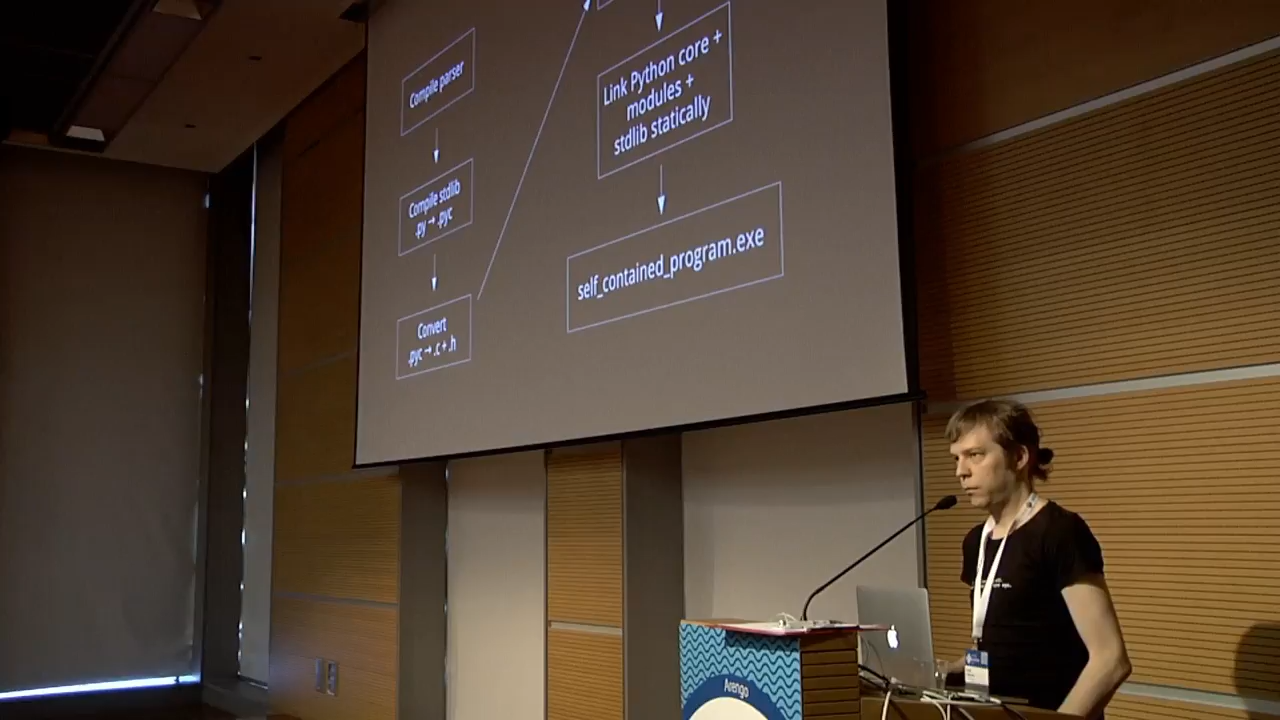 Compile parser
Compile stdlib
.py → .pyc
Convert
.pyc → .c + .h
Link Python core +
modules +
stdlib statically
self_contained_program.exe
Arengo